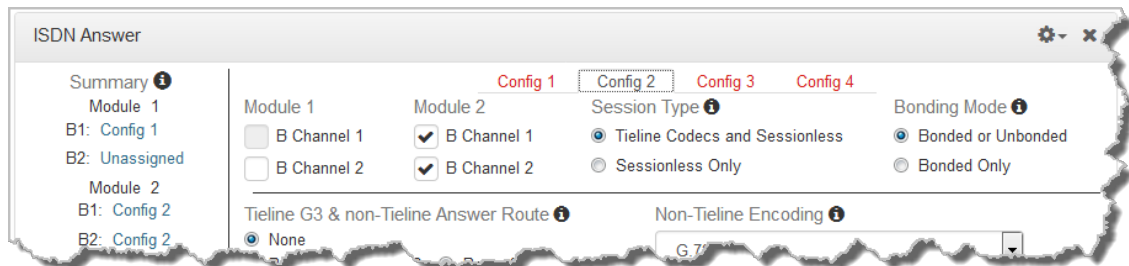 ISDN Answer
Summary
Module 1
B1: Config 1
B2: Unassigned
Module 2
B1: Config 2
B2: Config 2
Config 1 Config 2 Config 3 Config 4
Module 1 Module 2 Session Type Bonding Mode
B Channel 1 B Channel 1 Tieline Codecs and Sessionless Bonded or Unbonded
B Channel 2 B Channel 2 Sessionless Only Bonded Only
Tieline G3 & non-Tieline Answer Route Non-Tieline Encoding
None